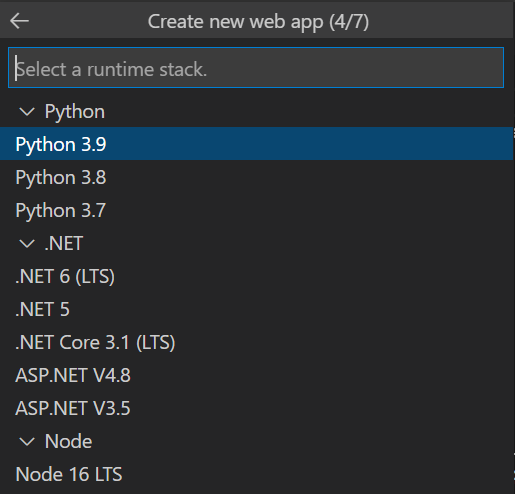 Create new web app (4/7)
Select a runtime stack.
Python
Python 3.9
Python 3.8
Python 3.7
.NET
.NET 6 (LTS)
.NET 5
.NET Core 3.1 (LTS)
ASP.NET V4.8
ASP.NET V3.5
Node
Node 16 LTS